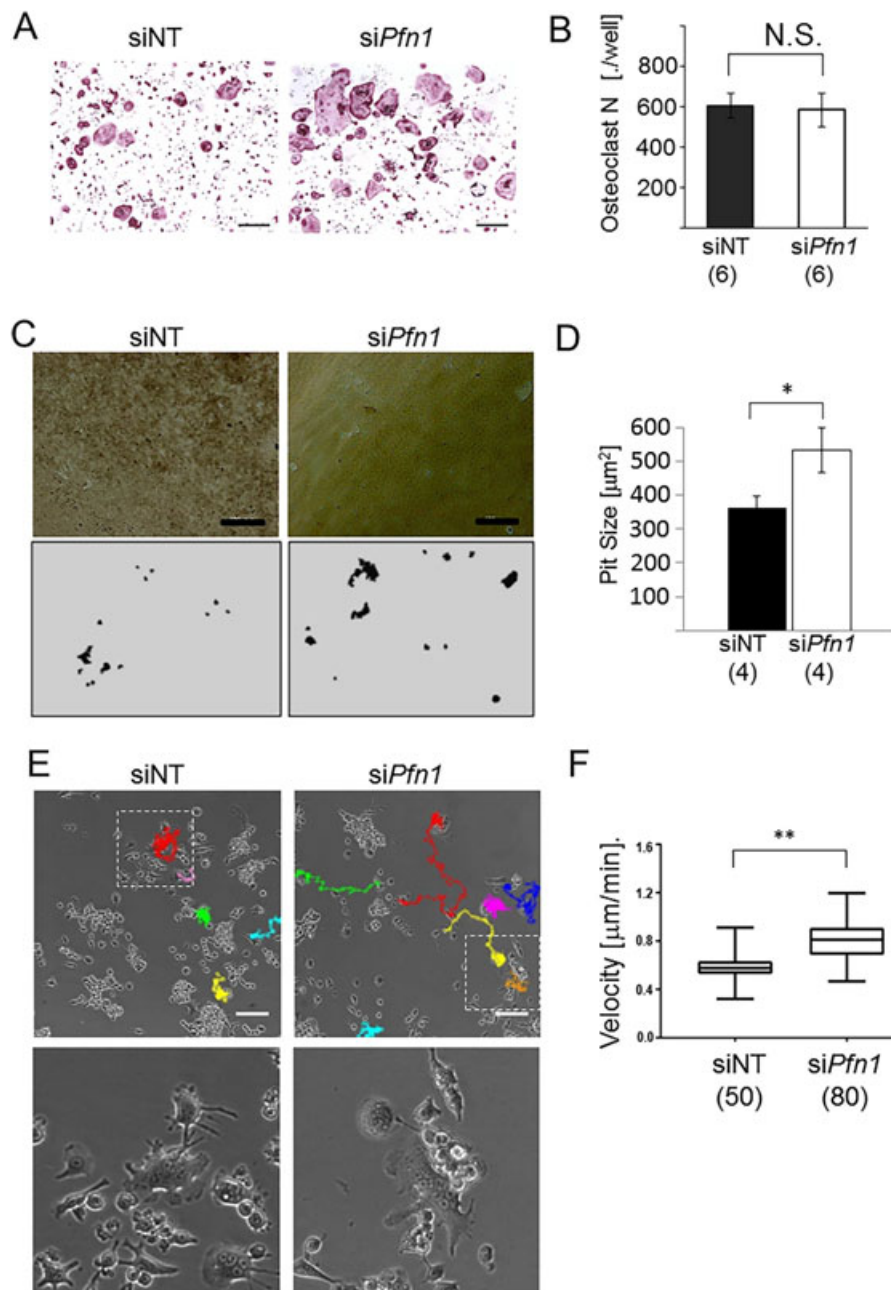 A
siNT
siPfn1
B
N.S.
Osteoclast N [./well]
800
600
400
200
siNT
siPfn1
(6)
(6)
C
siNT
siPfn1
D
*
Pit Size [μm²]
600
500
400
300
200
100
siNT
siPfn1
(4)
(4)
E
siNT
siPfn1
F
**
Velocity [μm/min].
1.6
1.2
0.8
0.4
0.0
siNT
siPfn1
(50)
(80)